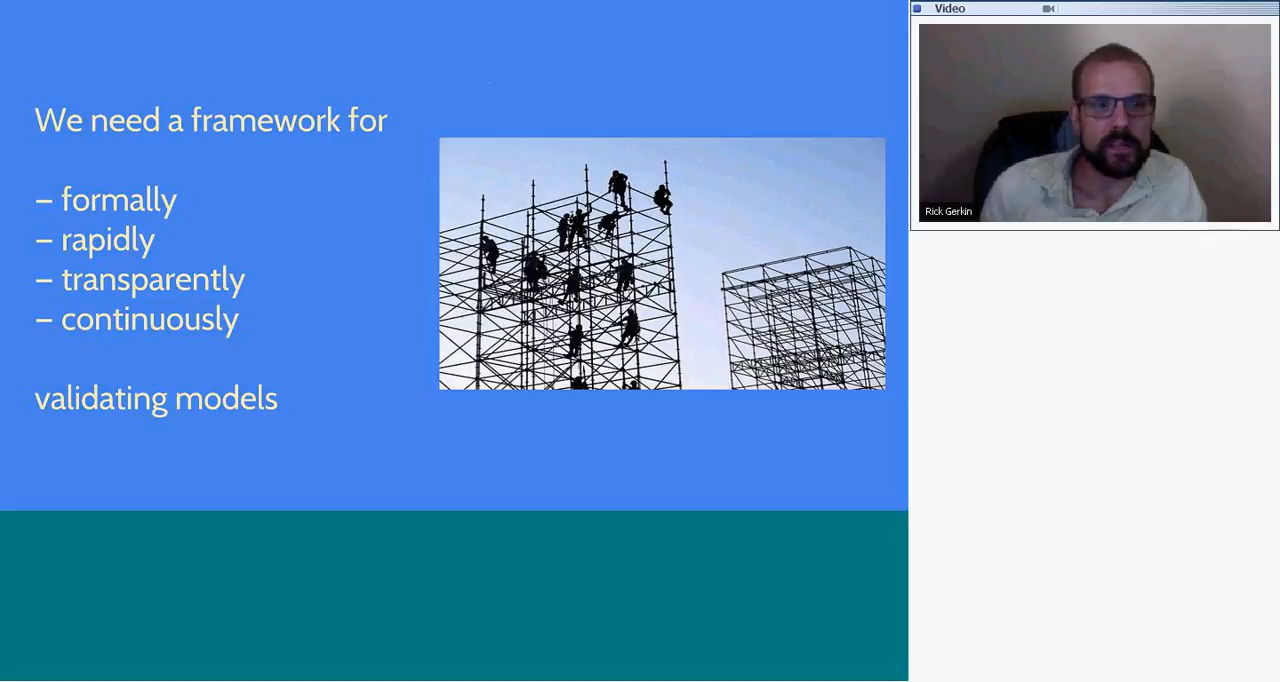 We need a framework for
– formally
– rapidly
– transparently
– continuously
validating models
Video
Rick Gerkin